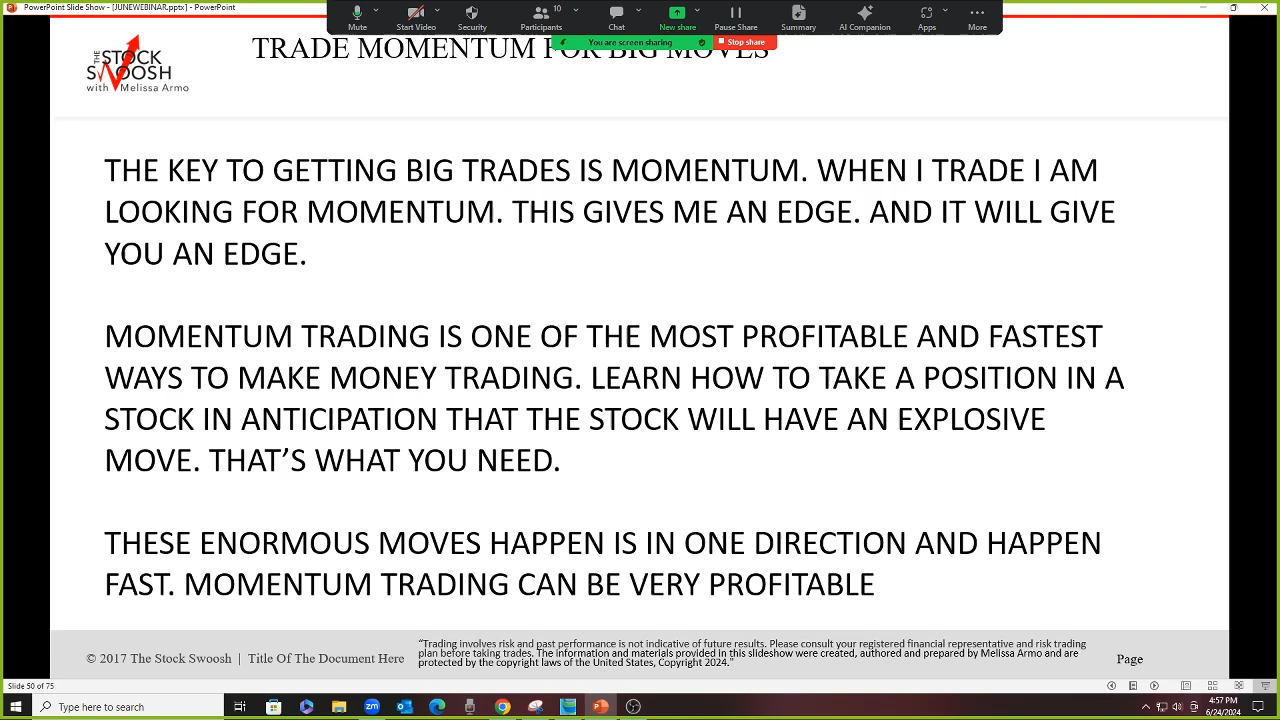 PowerPoint Slide Show - [JUNEWEBINAR.pptx] - PowerPoint
Mute
Start Video
Security
10
Participants
Chat
New share
Pause Share
Summary
AI Companion
Apps
More
You are screen sharing
Stop share
THE STOCK
SWOOSH
with Melissa Armo
TRADE MOMENTUM FOR BIG MOVES
THE KEY TO GETTING BIG TRADES IS MOMENTUM. WHEN I TRADE I AM
LOOKING FOR MOMENTUM. THIS GIVES ME AN EDGE. AND IT WILL GIVE
YOU AN EDGE.
MOMENTUM TRADING IS ONE OF THE MOST PROFITABLE AND FASTEST
WAYS TO MAKE MONEY TRADING. LEARN HOW TO TAKE A POSITION IN A
STOCK IN ANTICIPATION THAT THE STOCK WILL HAVE AN EXPLOSIVE
MOVE. THAT’S WHAT YOU NEED.
THESE ENORMOUS MOVES HAPPEN IS IN ONE DIRECTION AND HAPPEN
FAST. MOMENTUM TRADING CAN BE VERY PROFITABLE
© 2017 The Stock Swoosh | Title Of The Document Here
“Trading involves risk and past performance is not indicative of future results. Please consult your registered financial representative and risk trading
plan before taking trades. The information and materials provided in this slideshow were created, authored and prepared by Melissa Armo and are
protected by the copyright laws of the United States, Copyright 2024.”
Page
Slide 50 of 75
Type here to search
zm
4:57 PM
6/24/2024